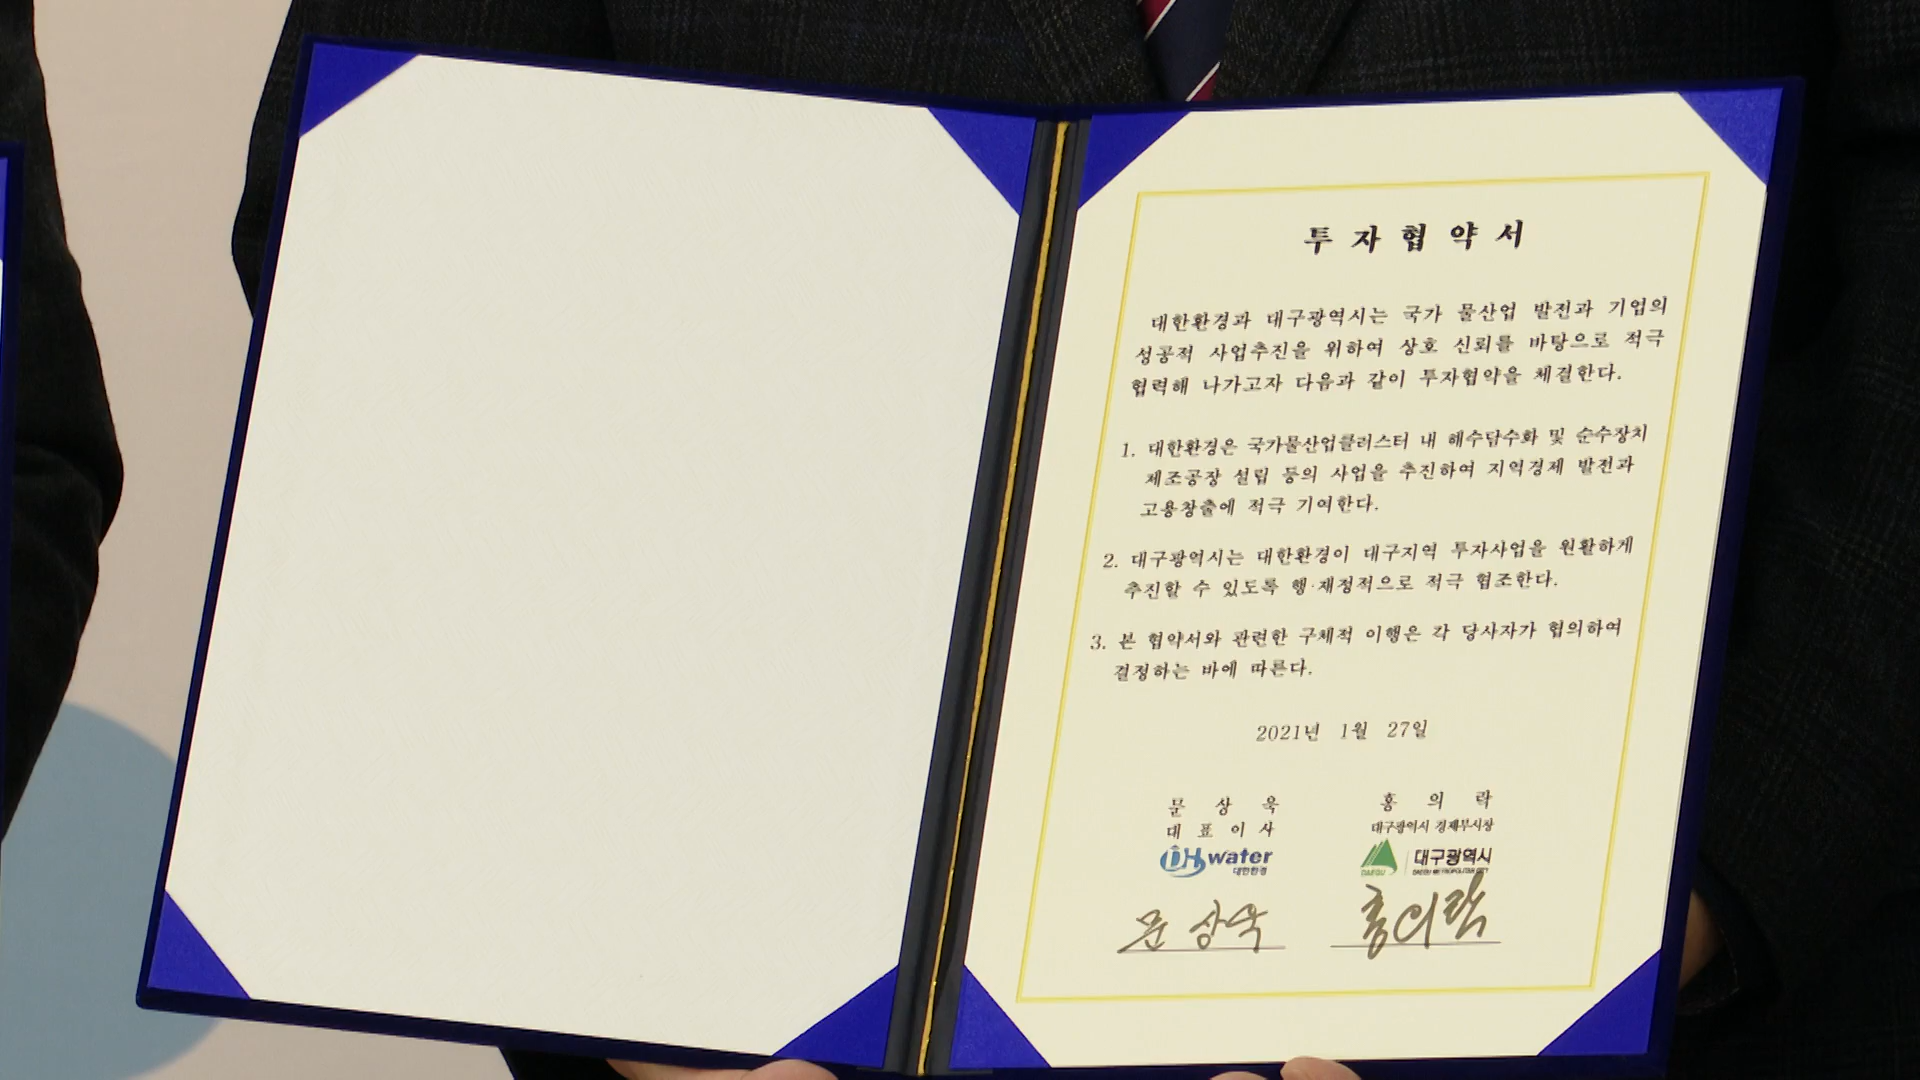 투자협약서
대한환경과 대구광역시는 국가 물산업 발전과 기업의
성공적 사업추진을 위하여 상호 신뢰를 바탕으로 적극
협력해 나가고자 다음과 같이 투자협약을 체결한다.
1. 대한환경은 국가물산업클러스터 내 해수담수화 및 순수장치
제조공장 설립 등의 사업을 추진하여 지역경제 발전과
고용창출에 적극 기여한다.
2. 대구광역시는 대한환경이 대구지역 투자사업을 원활하게
추진할 수 있도록 행·재정적으로 적극 협조한다.
3. 본 협약서와 관련한 구체적 이행은 각 당사자가 협의하여
결정하는 바에 따른다.
2021년 1월 27일
문 상 욱 홍 의 락
대 표 이 사 대구광역시 경제부시장
DH water 대구광역시
대한환경 DAEGU DAEGU METROPOLITAN CITY
문상욱 홍의락